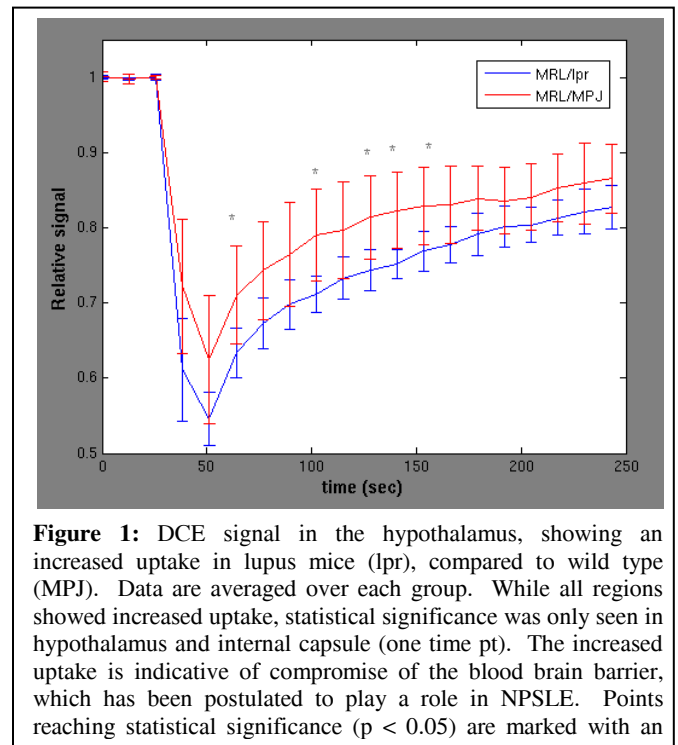 1
0.9
0.8
0.7
0.6
0.5
Relative signal
MRL/lpr
MRL/MPJ
*
*
*
*
*
0
50
100
150
200
250
time (sec)
Figure 1: DCE signal in the hypothalamus, showing an
increased uptake in lupus mice (lpr), compared to wild type
(MPJ). Data are averaged over each group. While all regions
showed increased uptake, statistical significance was only seen in
hypothalamus and internal capsule (one time pt). The increased
uptake is indicative of compromise of the blood brain barrier,
which has been postulated to play a role in NPSLE. Points
reaching statistical significance (p < 0.05) are marked with an